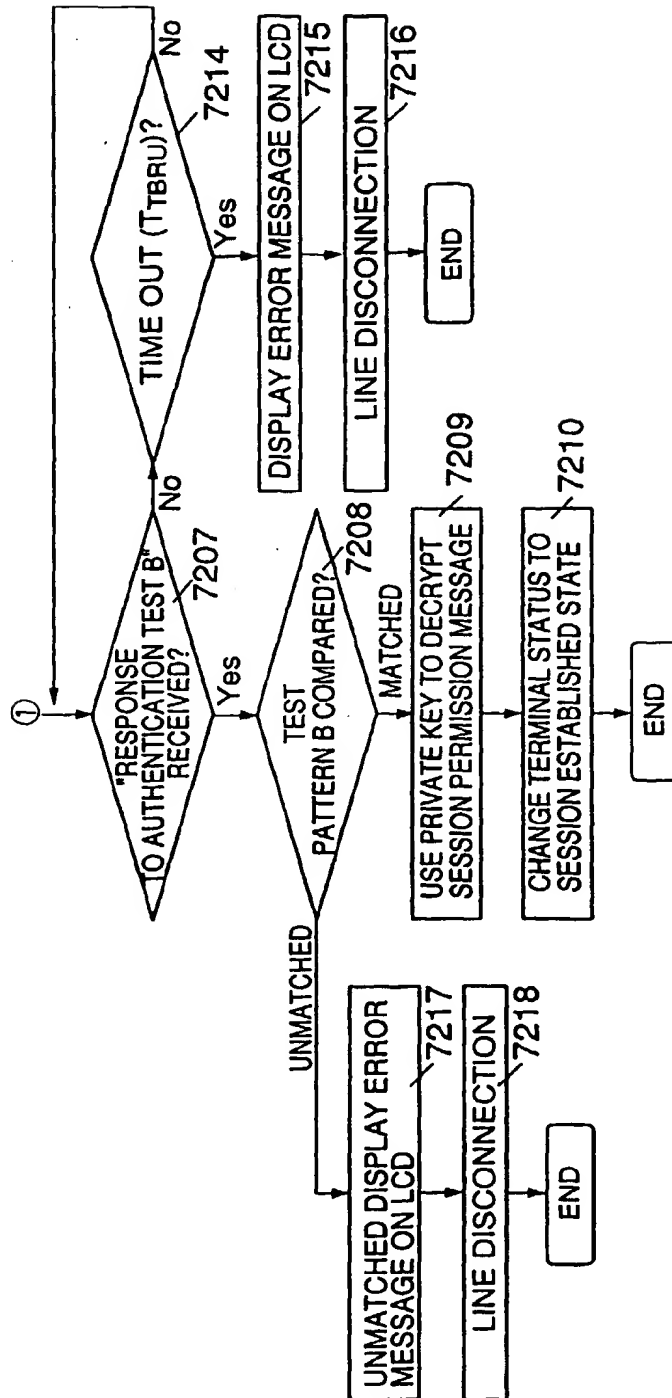 ①
"RESPONSE
TO AUTHENTICATION TEST B"
RECEIVED?
7207
No
Yes
TIME OUT (TTBRU)?
7214
No
Yes
DISPLAY ERROR MESSAGE ON LCD
7215
LINE DISCONNECTION
7216
END
TEST
PATTERN B COMPARED?
7208
MATCHED
UNMATCHED
USE PRIVATE KEY TO DECRYPT
SESSION PERMISSION MESSAGE
7209
CHANGE TERMINAL STATUS TO
SESSION ESTABLISHED STATE
7210
END
UNMATCHED DISPLAY ERROR
MESSAGE ON LCD
7217
LINE DISCONNECTION
7218
END